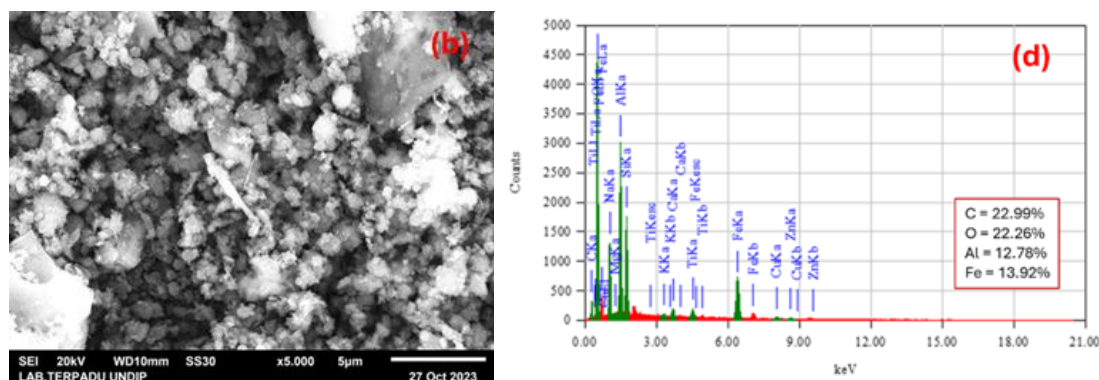 (b)
SEI 20kV WD10mm SS30 x5.000 5µm
LAB.TERPADU UNDIP 27 Oct 2023
(d)
Counts
5000
4500
4000
3500
3000
2500
2000
1500
1000
500
0
CKa
FeLa
NaKa
AlKa
SiKa
TiKesc
KKa
KKb
CaKa
CaKb
TiKa
FeKesc
TiKb
FeKa
FeKb
CuKa
ZnKa
CuKb
ZnKb
C = 22.99%
O = 22.26%
Al = 12.78%
Fe = 13.92%
0.00 3.00 6.00 9.00 12.00 15.00 18.00 21.00
keV